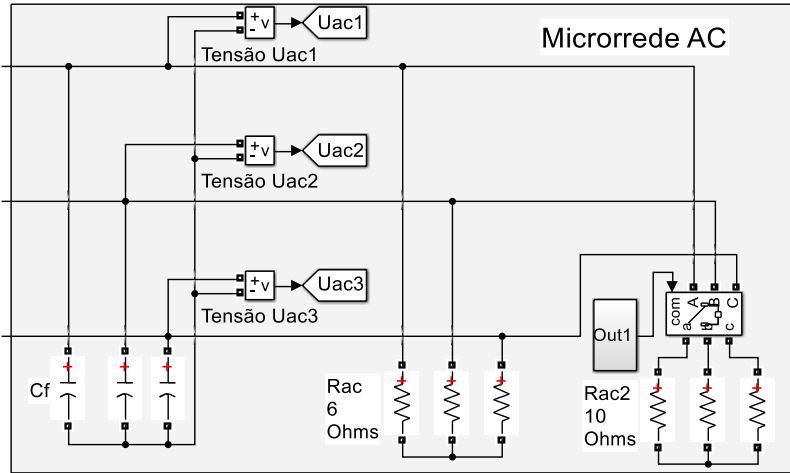 +
-
v
Uac1
Tensão Uac1
Microrrede AC
+
-
v
Uac2
Tensão Uac2
+
-
v
Uac3
Tensão Uac3
Out1
com
A
B
C
a
b
c
Cf
+
+
+
Rac
6
Ohms
+
+
+
Rac2
10
Ohms
+
+
+